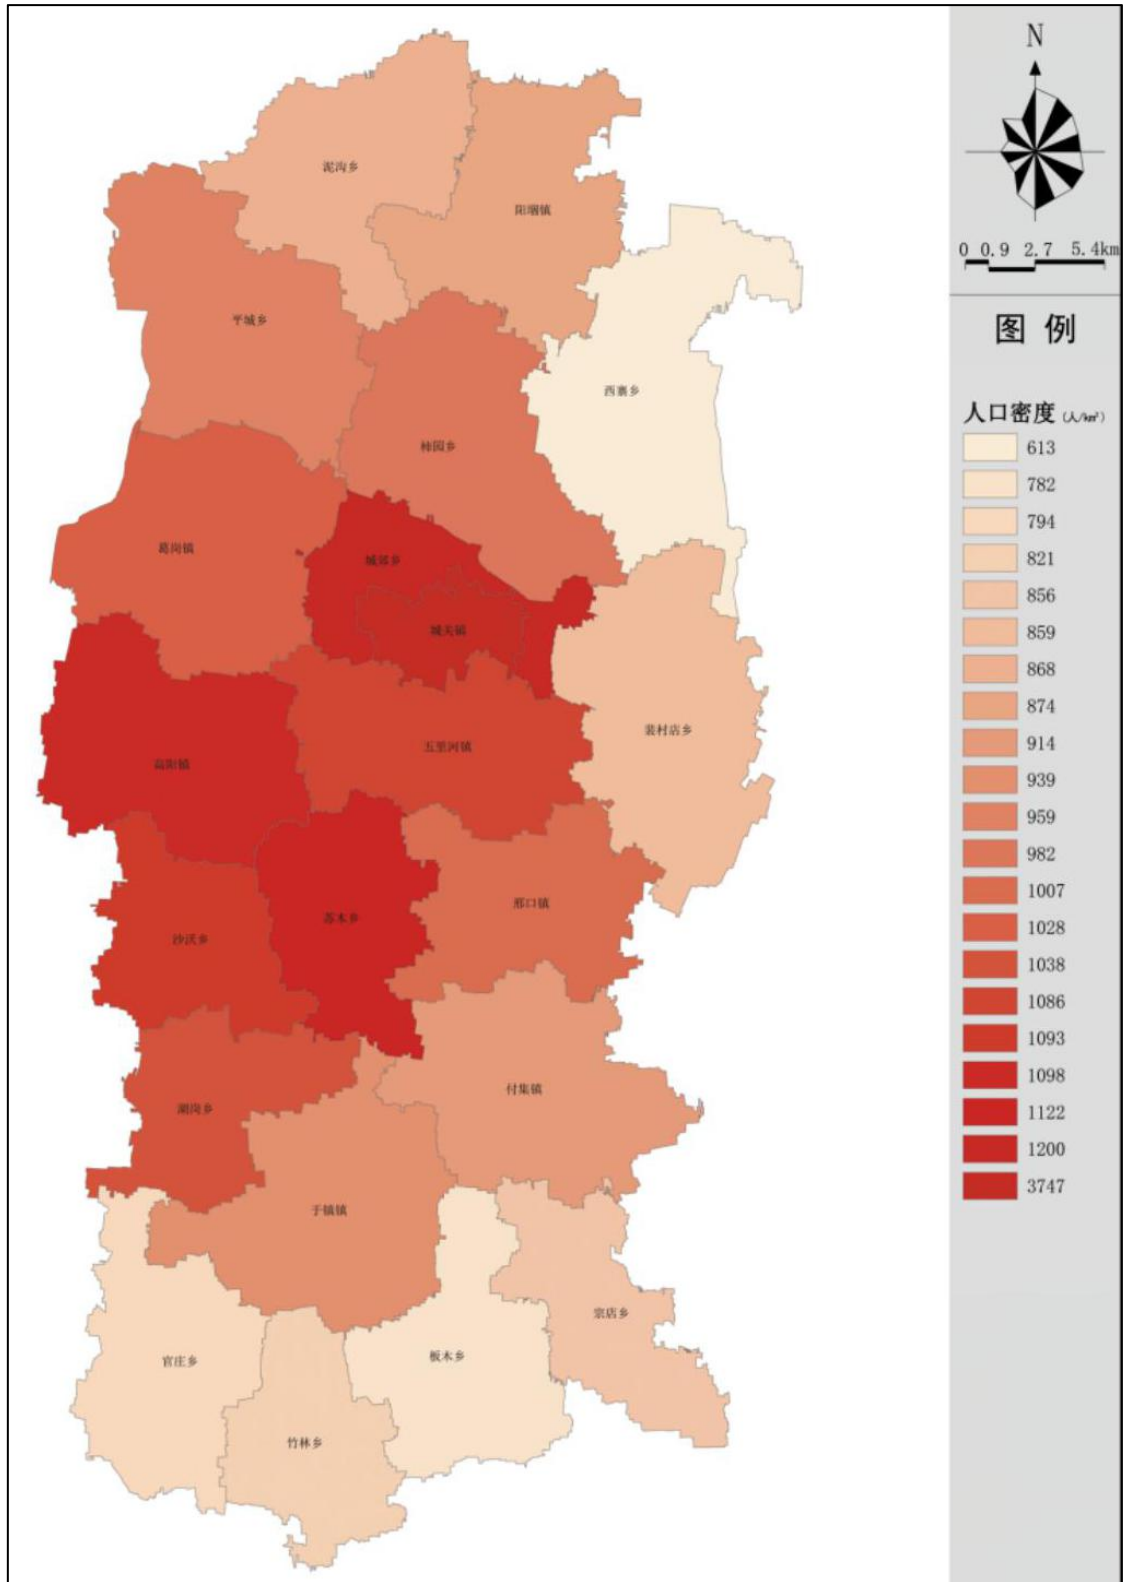 N
0 0.9 2.7 5.4km
图 例
人口密度 (人/km²)
613
782
794
821
856
859
868
874
914
939
959
982
1007
1028
1038
1086
1093
1098
1122
1200
3747
泥沟乡
阳堌镇
平城乡
西寨乡
柿园乡
葛岗镇
城郊乡
城关镇
裴村店乡
五里河镇
高阳镇
邢口镇
苏木乡
沙沃乡
付集镇
湖岗乡
于镇镇
宗店乡
板木乡
官庄乡
竹林乡